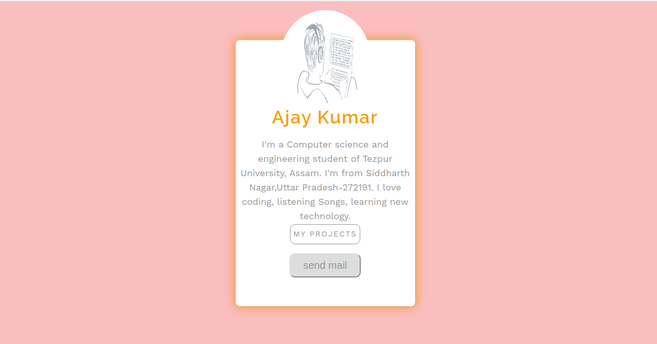 Ajay Kumar
I'm a Computer science and
engineering student of Tezpur
University, Assam. I'm from Siddharth
Nagar,Uttar Pradesh-272191. I love
coding, listening Songs, learning new
technology.
MY PROJECTS
send mail